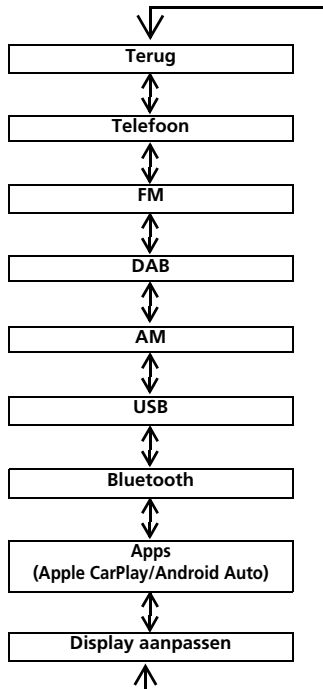 Terug
Telefoon
FM
DAB
AM
USB
Bluetooth
Apps
(Apple CarPlay/Android Auto)
Display aanpassen